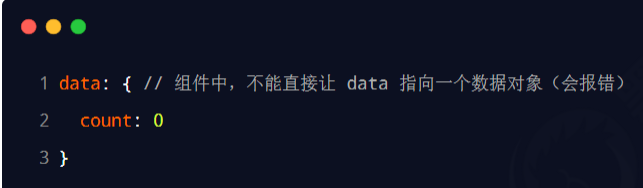 1 data: { // 组件中，不能直接让 data 指向一个数据对象（会报错）
2   count: 0
3 }